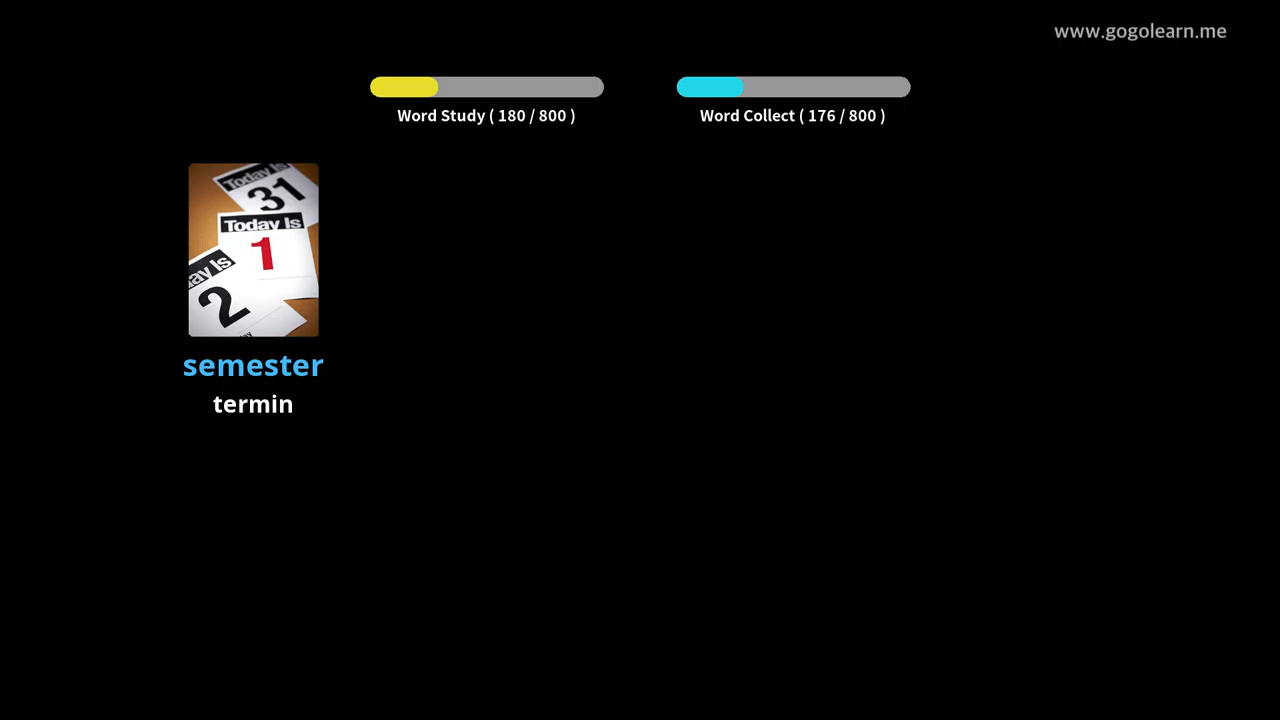 www.gogolearn.me
Word Study ( 180 / 800 )
Word Collect ( 176 / 800 )
Today Is
31
Today Is
1
ay Is
2
semester
termin